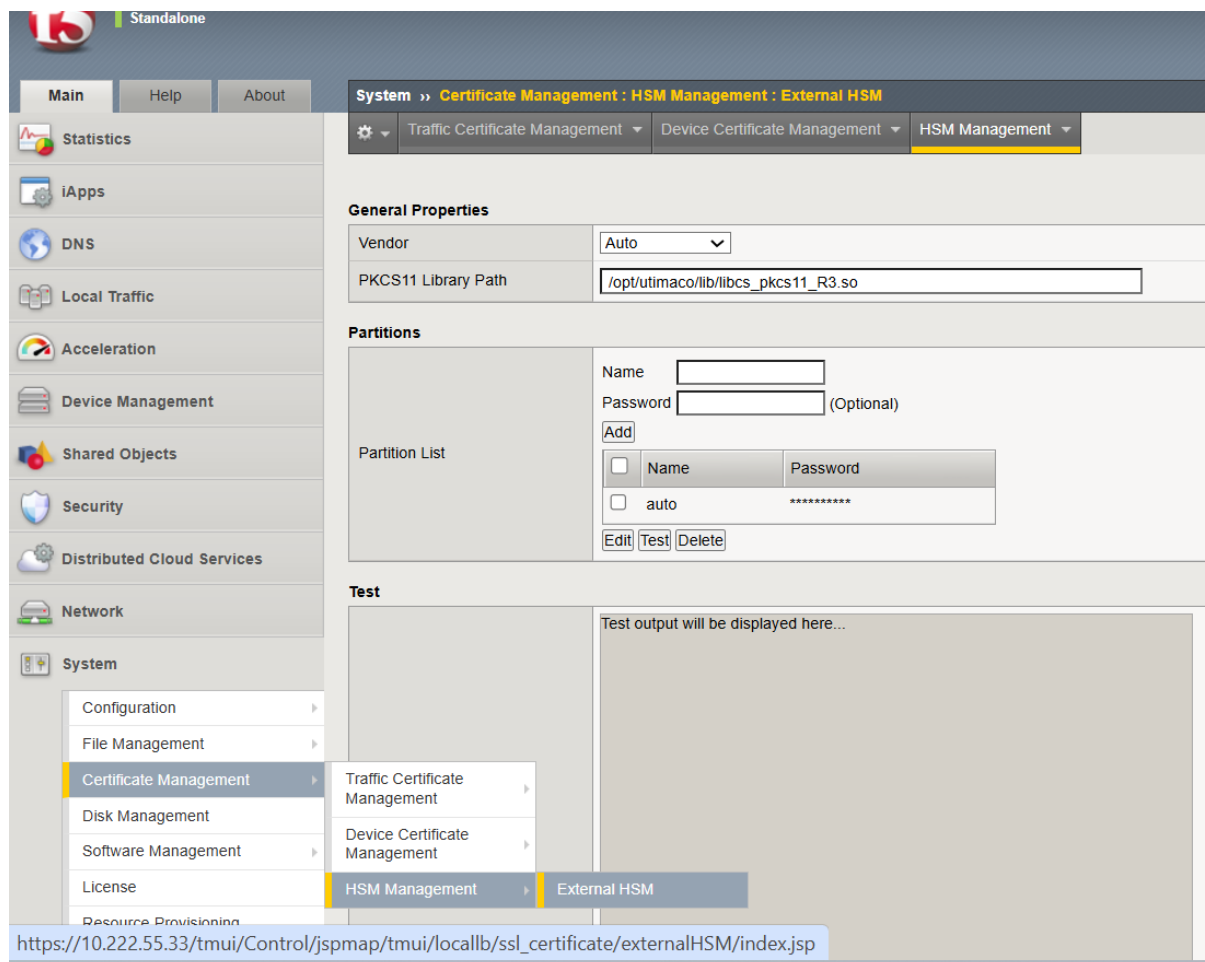 Standalone
Main Help About
System ›› Certificate Management : HSM Management : External HSM
Traffic Certificate Management Device Certificate Management HSM Management
Statistics
iApps
DNS
Local Traffic
Acceleration
Device Management
Shared Objects
Security
Distributed Cloud Services
Network
System
Configuration
File Management
Certificate Management
Disk Management
Software Management
License
Resource Provisioning
Traffic Certificate
Management
Device Certificate
Management
HSM Management
External HSM
General Properties
Vendor Auto
PKCS11 Library Path /opt/utimaco/lib/libcs_pkcs11_R3.so
Partitions
Partition List
Name
Password (Optional)
Add
Name Password
auto **********
Edit Test Delete
Test
Test output will be displayed here...
https://10.222.55.33/tmui/Control/jspmap/tmui/locallb/ssl_certificate/externalHSM/index.jsp